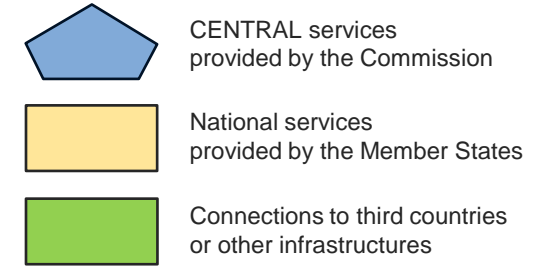 CENTRAL services
provided by the Commission
National services
provided by the Member States
Connections to third countries
or other infrastructures